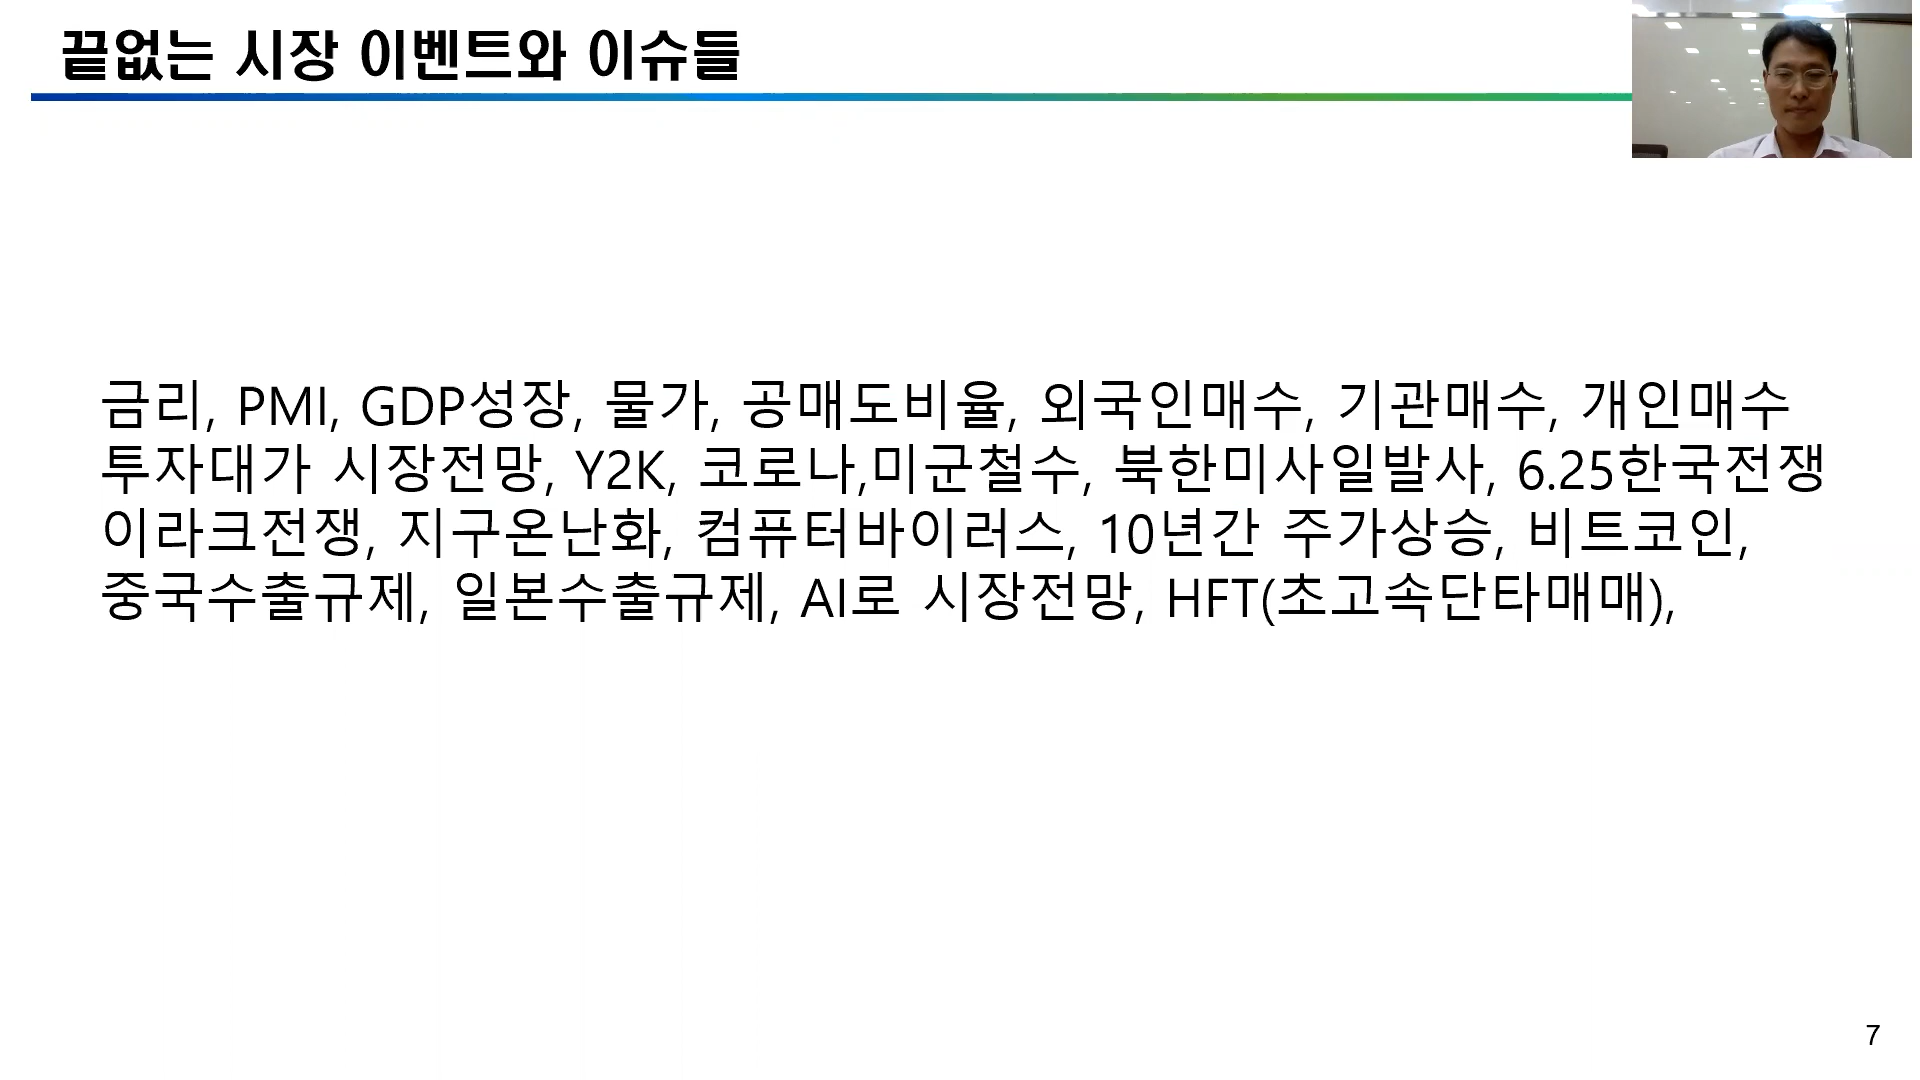 끝없는 시장 이벤트와 이슈들
금리, PMI, GDP성장, 물가, 공매도비율, 외국인매수, 기관매수, 개인매수
투자대가 시장전망, Y2K, 코로나,미군철수, 북한미사일발사, 6.25한국전쟁
이라크전쟁, 지구온난화, 컴퓨터바이러스, 10년간 주가상승, 비트코인,
중국수출규제, 일본수출규제, AI로 시장전망, HFT(초고속단타매매),
7